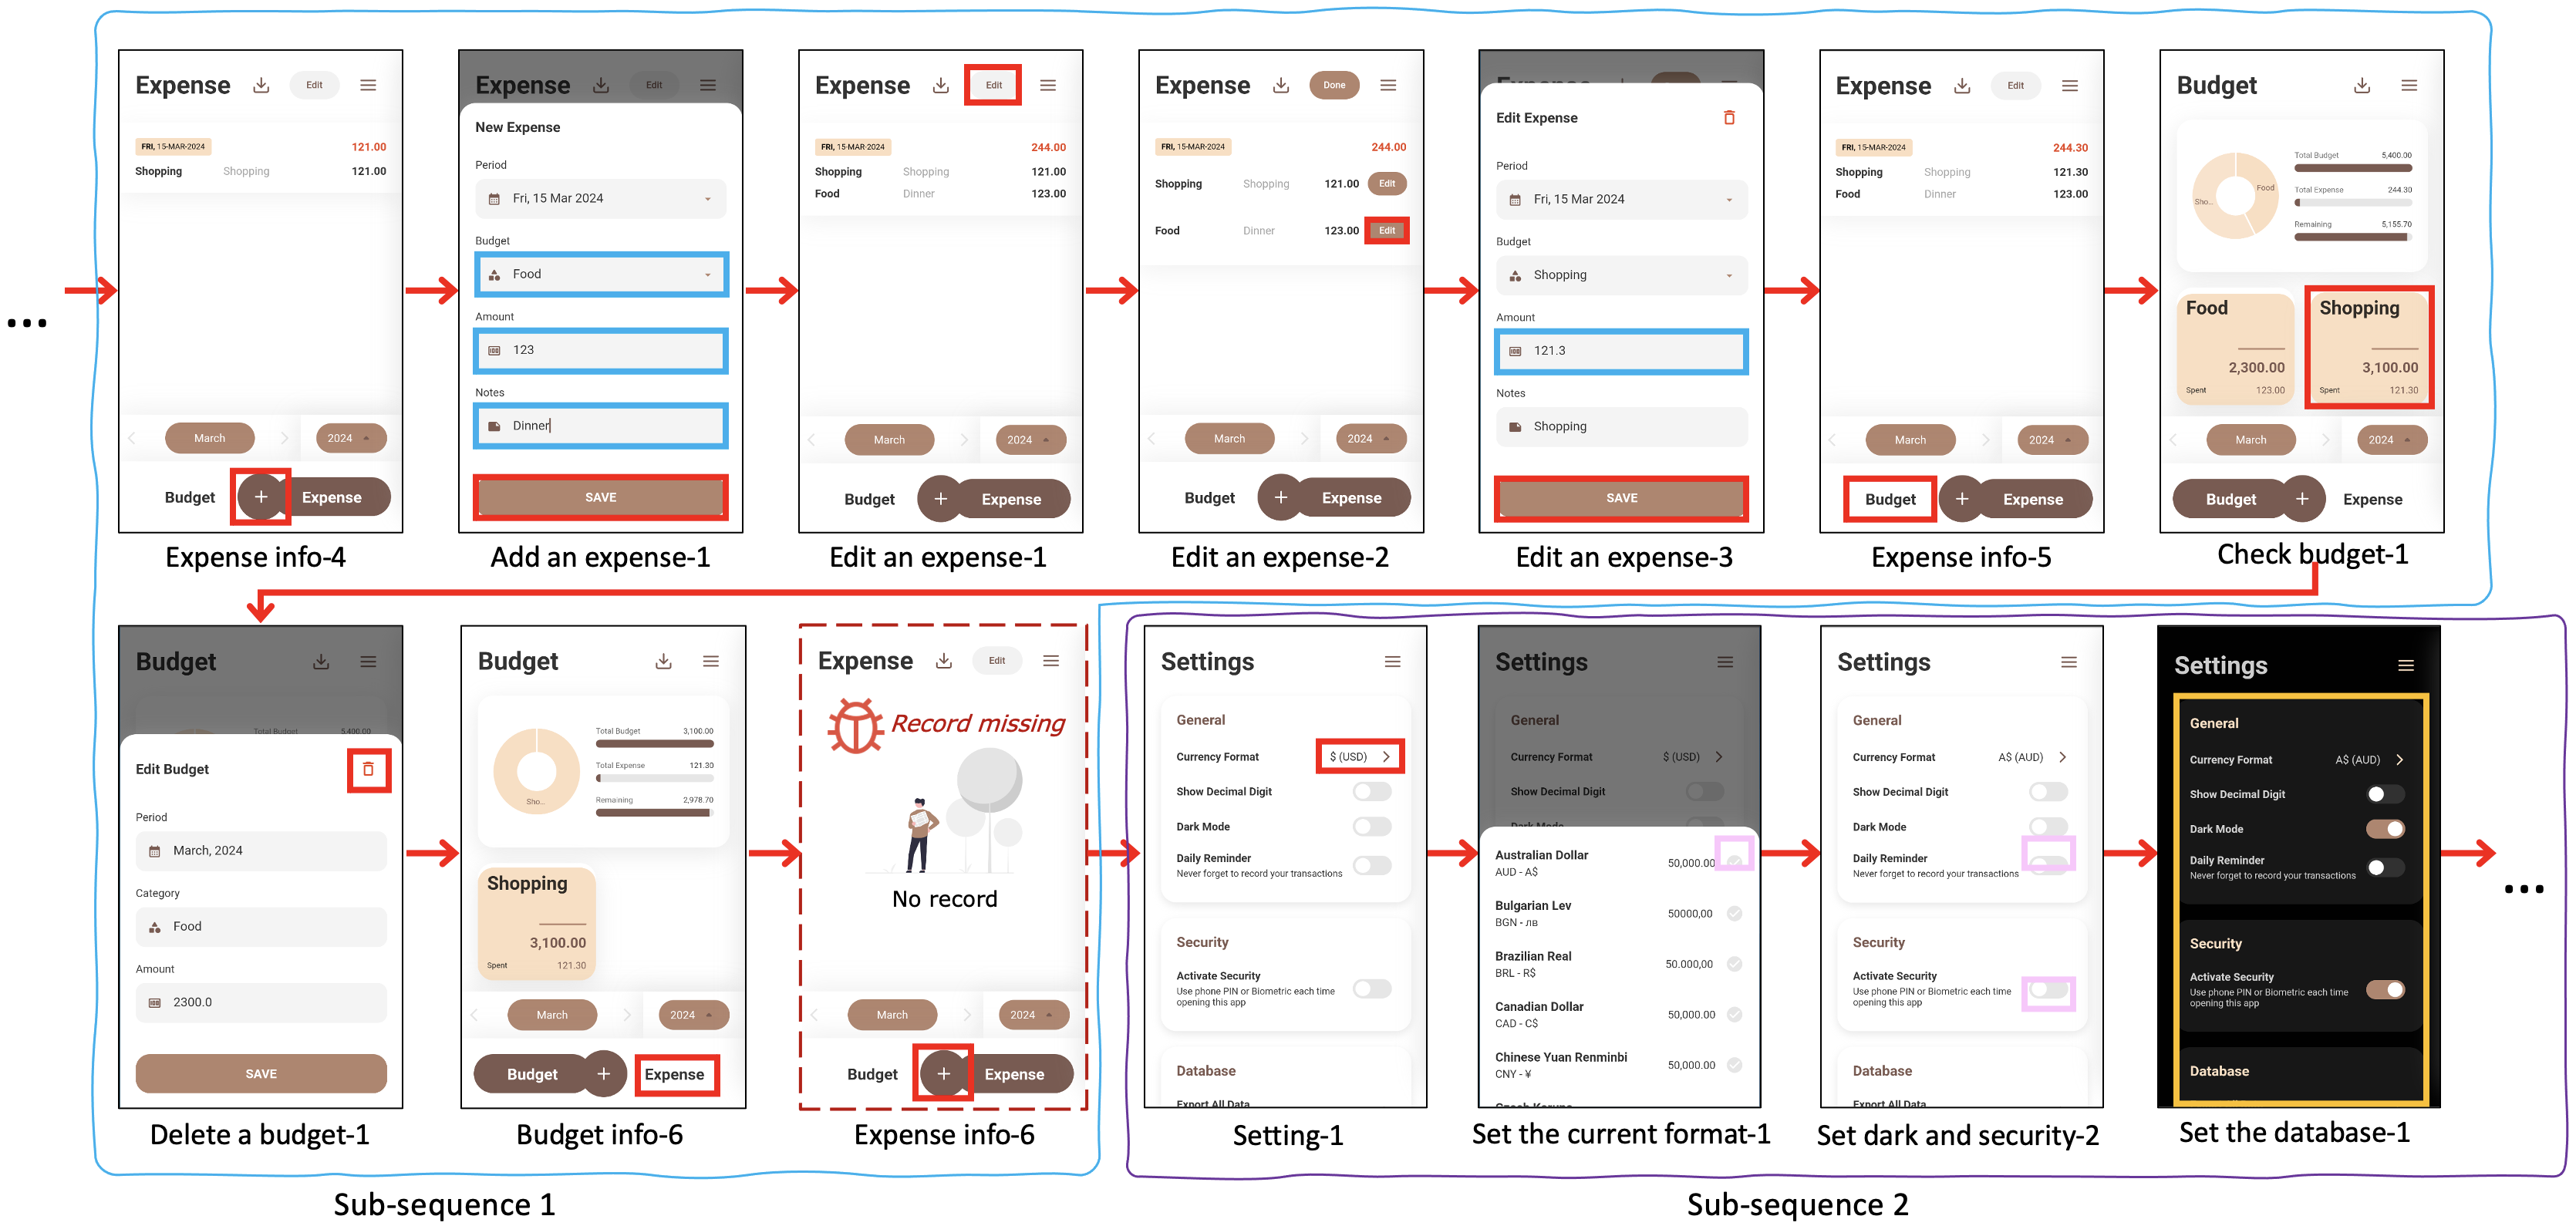 ...
Expense
Edit
FRI, 15-MAR-2024
121.00
Shopping
Shopping
121.00
March
2024
Budget
+
Expense
Expense info-4
Expense
Edit
New Expense
Period
Fri, 15 Mar 2024
Budget
Food
Amount
123
Notes
Dinner
SAVE
Add an expense-1
Expense
Edit
FRI, 15-MAR-2024
244.00
Shopping
Shopping
121.00
Food
Dinner
123.00
March
2024
Budget
+
Expense
Edit an expense-1
Expense
Done
FRI, 15-MAR-2024
244.00
Shopping
Shopping
121.00
Edit
Food
Dinner
123.00
Edit
March
2024
Budget
+
Expense
Edit an expense-2
Expense
Edit Expense
Period
Fri, 15 Mar 2024
Budget
Shopping
Amount
121.3
Notes
Shopping
SAVE
Edit an expense-3
Expense
Edit
FRI, 15-MAR-2024
244.30
Shopping
Shopping
121.30
Food
Dinner
123.00
March
2024
Budget
+
Expense
Expense info-5
Budget
Food
Sho...
Total Budget
5,400.00
Total Expense
244.30
Remaining
5,155.70
Food
2,300.00
Spent
123.00
Shopping
3,100.00
Spent
121.30
March
2024
Budget
+
Expense
Check budget-1
Budget
Total Budget
5,400.00
Edit Budget
Period
March, 2024
Category
Food
Amount
2300.0
SAVE
Delete a budget-1
Budget
Sho...
Total Budget
3,100.00
Total Expense
121.30
Remaining
2,978.70
Shopping
3,100.00
Spent
121.30
March
2024
Budget
+
Expense
Budget info-6
Expense
Edit
Record missing
No record
March
2024
Budget
+
Expense
Expense info-6
Sub-sequence 1
Settings
General
Currency Format
$ (USD)
Show Decimal Digit
Dark Mode
Daily Reminder
Never forget to record your transactions
Security
Activate Security
Use phone PIN or Biometric each time
opening this app
Database
Export All Data
Setting-1
Settings
General
Currency Format
$ (USD)
Show Decimal Digit
Dark Mode
Australian Dollar
50,000.00
AUD - A$
Bulgarian Lev
50000,00
BGN - лв
Brazilian Real
50.000,00
BRL - R$
Canadian Dollar
50,000.00
CAD - C$
Chinese Yuan Renminbi
50,000.00
CNY - ¥
Czech Koruna
Set the current format-1
Settings
General
Currency Format
A$ (AUD)
Show Decimal Digit
Dark Mode
Daily Reminder
Never forget to record your transactions
Security
Activate Security
Use phone PIN or Biometric each time
opening this app
Database
Export All Data
Set dark and security-2
Settings
General
Currency Format
A$ (AUD)
Show Decimal Digit
Dark Mode
Daily Reminder
Never forget to record your transactions
Security
Activate Security
Use phone PIN or Biometric each time
opening this app
Database
Set the database-1
...
Sub-sequence 2